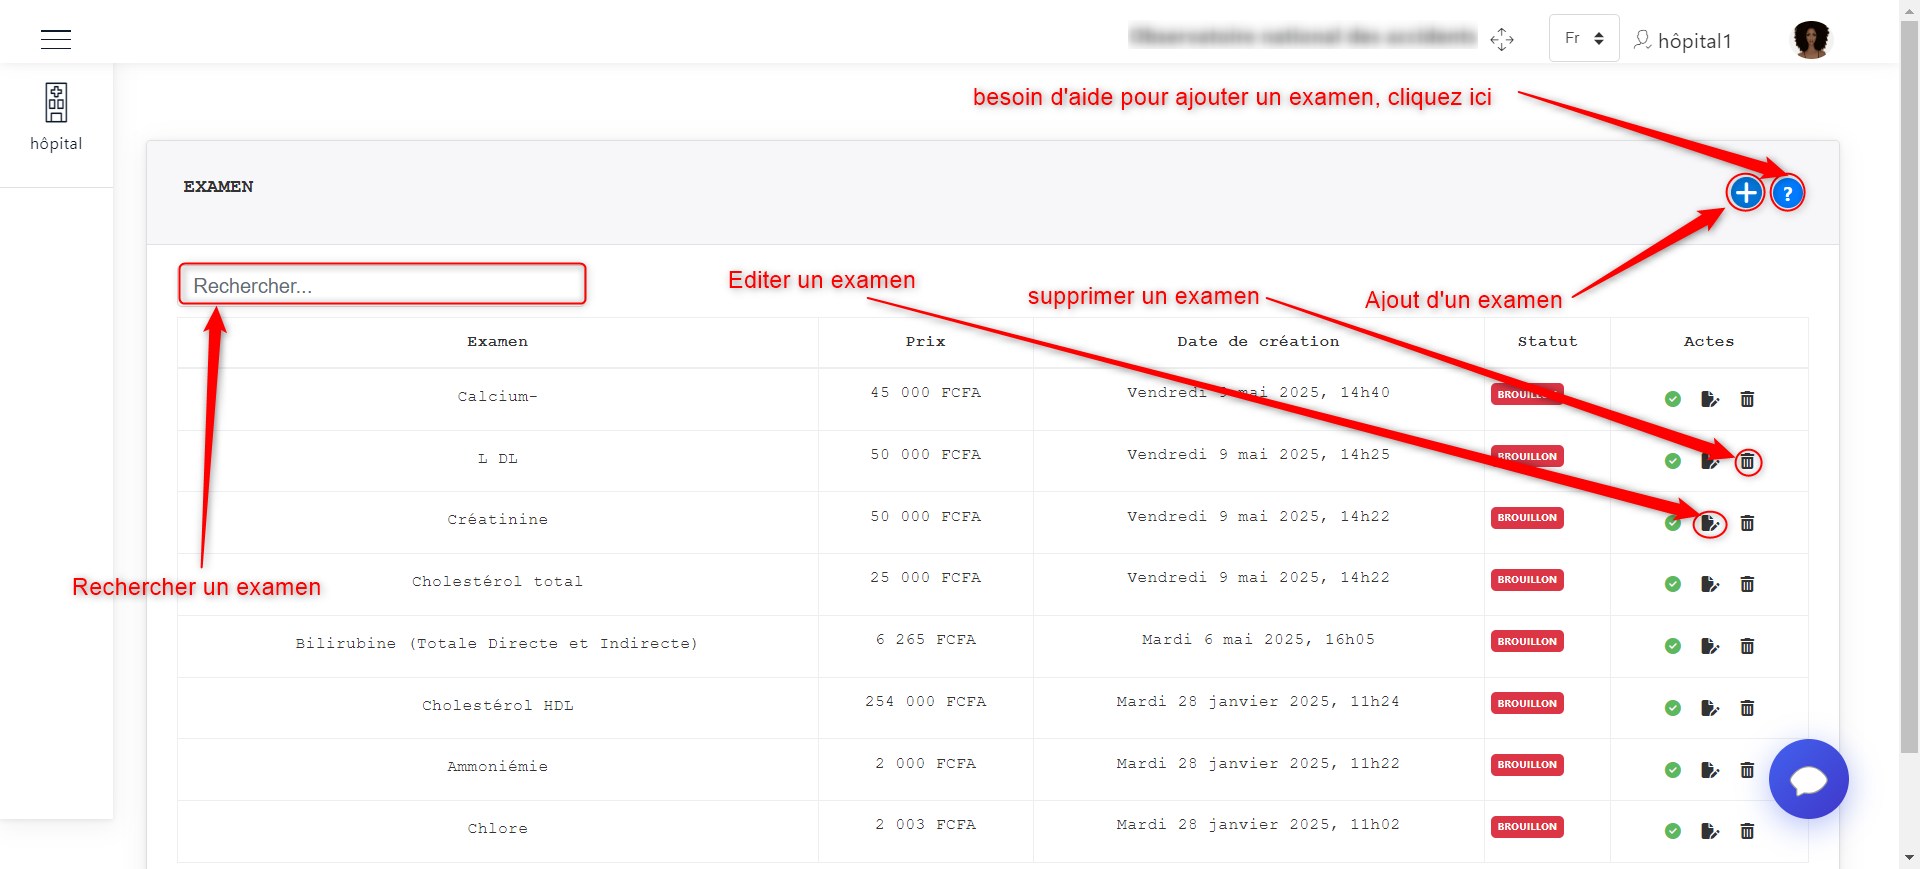 Fr
hôpital1
hôpital
besoin d'aide pour ajouter un examen, cliquez ici
EXAMEN
?
Rechercher...
Editer un examen
supprimer un examen
Ajout d'un examen
Examen Prix Date de création Statut Actes
Calcium- 45 000 FCFA Vendredi 9 mai 2025, 14h40 BROUILLON
L DL 50 000 FCFA Vendredi 9 mai 2025, 14h25 BROUILLON
Créatinine 50 000 FCFA Vendredi 9 mai 2025, 14h22 BROUILLON
Rechercher un examen
Cholestérol total 25 000 FCFA Vendredi 9 mai 2025, 14h22 BROUILLON
Bilirubine (Totale Directe et Indirecte) 6 265 FCFA Mardi 6 mai 2025, 16h05 BROUILLON
Cholestérol HDL 254 000 FCFA Mardi 28 janvier 2025, 11h24 BROUILLON
Ammoniémie 2 000 FCFA Mardi 28 janvier 2025, 11h22 BROUILLON
Chlore 2 003 FCFA Mardi 28 janvier 2025, 11h02 BROUILLON